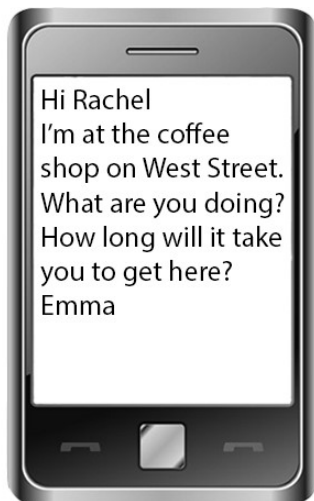 Hi Rachel
I'm at the coffee
shop on West Street.
What are you doing?
How long will it take
you to get here?
Emma